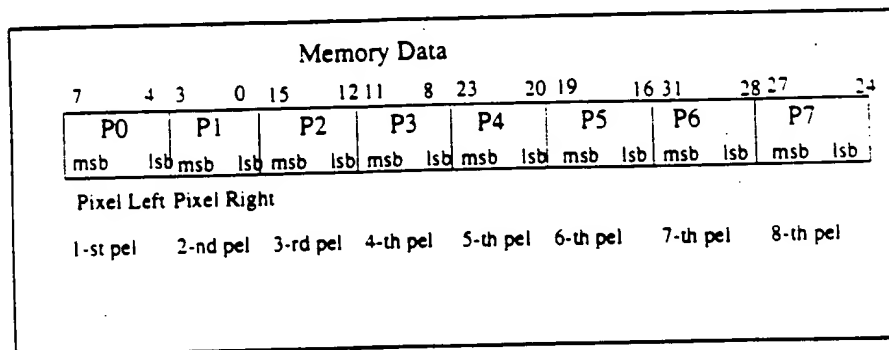 Memory Data
7 4 3 0 15 12 11 8 23 20 19 16 31 28 27 24
P0 P1 P2 P3 P4 P5 P6 P7
msb lsb msb lsb msb lsb msb lsb msb lsb msb lsb msb lsb msb lsb
Pixel Left Pixel Right
1-st pel 2-nd pel 3-rd pel 4-th pel 5-th pel 6-th pel 7-th pel 8-th pel